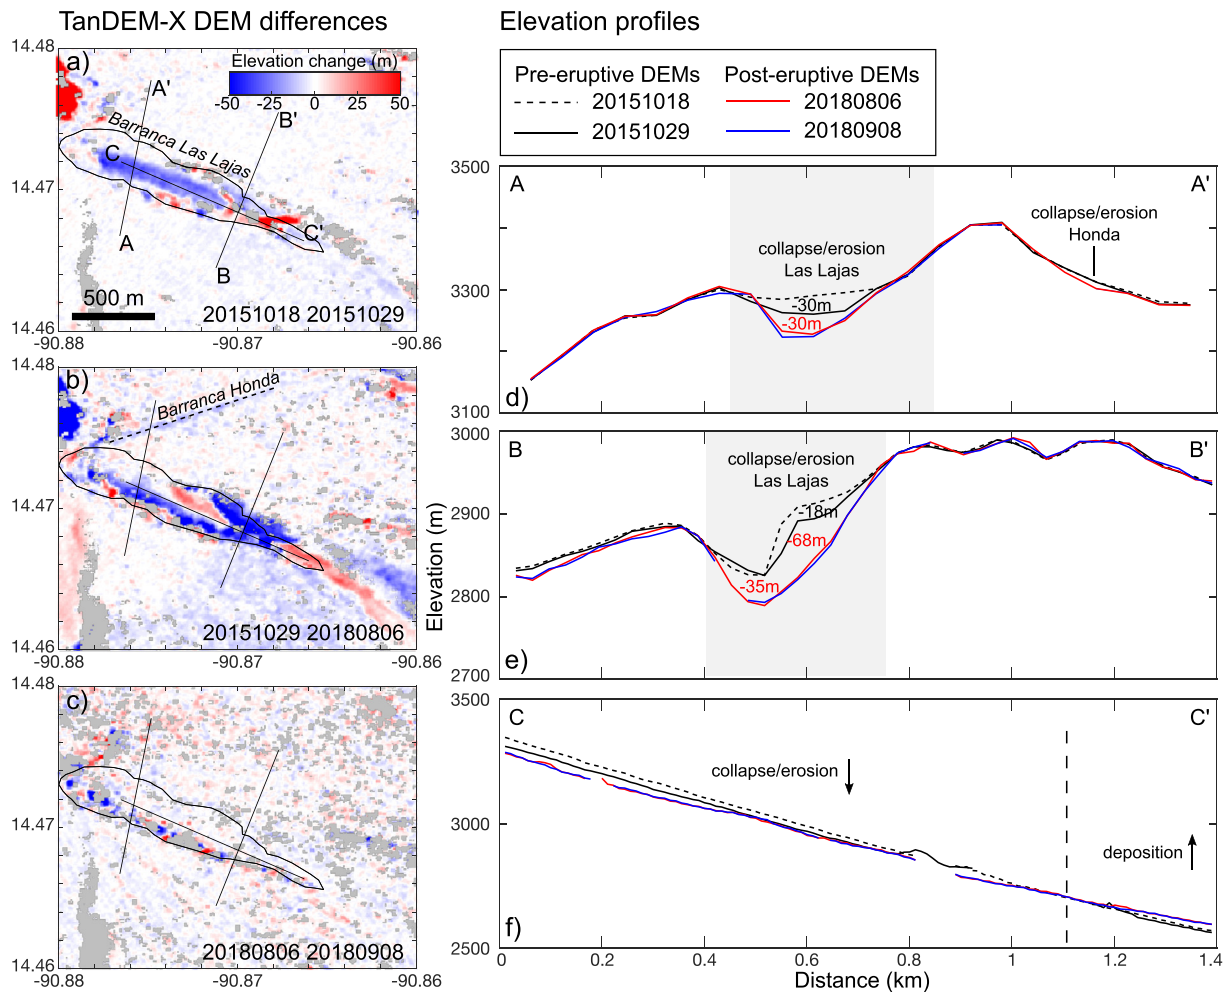 TanDEM-X DEM differences
Elevation profiles
14.48
a)
Elevation change (m)
-50 -25 0 25 50
A'
B'
Barranca Las Lajas
C
14.47
A
C'
B
500 m
20151018 20151029
14.46
-90.88 -90.87 -90.86
14.48
b)
Barranca Honda
14.47
20151029 20180806
14.46
-90.88 -90.87 -90.86
14.48
c)
14.47
20180806 20180908
14.46
-90.88 -90.87 -90.86
Pre-eruptive DEMs Post-eruptive DEMs
20151018 20180806
20151029 20180908
3500
A A'
collapse/erosion
Honda
collapse/erosion
Las Lajas
3300
-30m
-30m
d)
3100
3000
B B'
collapse/erosion
Las Lajas
2900
-18m
-68m
-35m
2800
e)
2700
Elevation (m)
3500
C C'
collapse/erosion
3000
deposition
f)
2500
0 0.2 0.4 0.6 0.8 1 1.2 1.4
Distance (km)